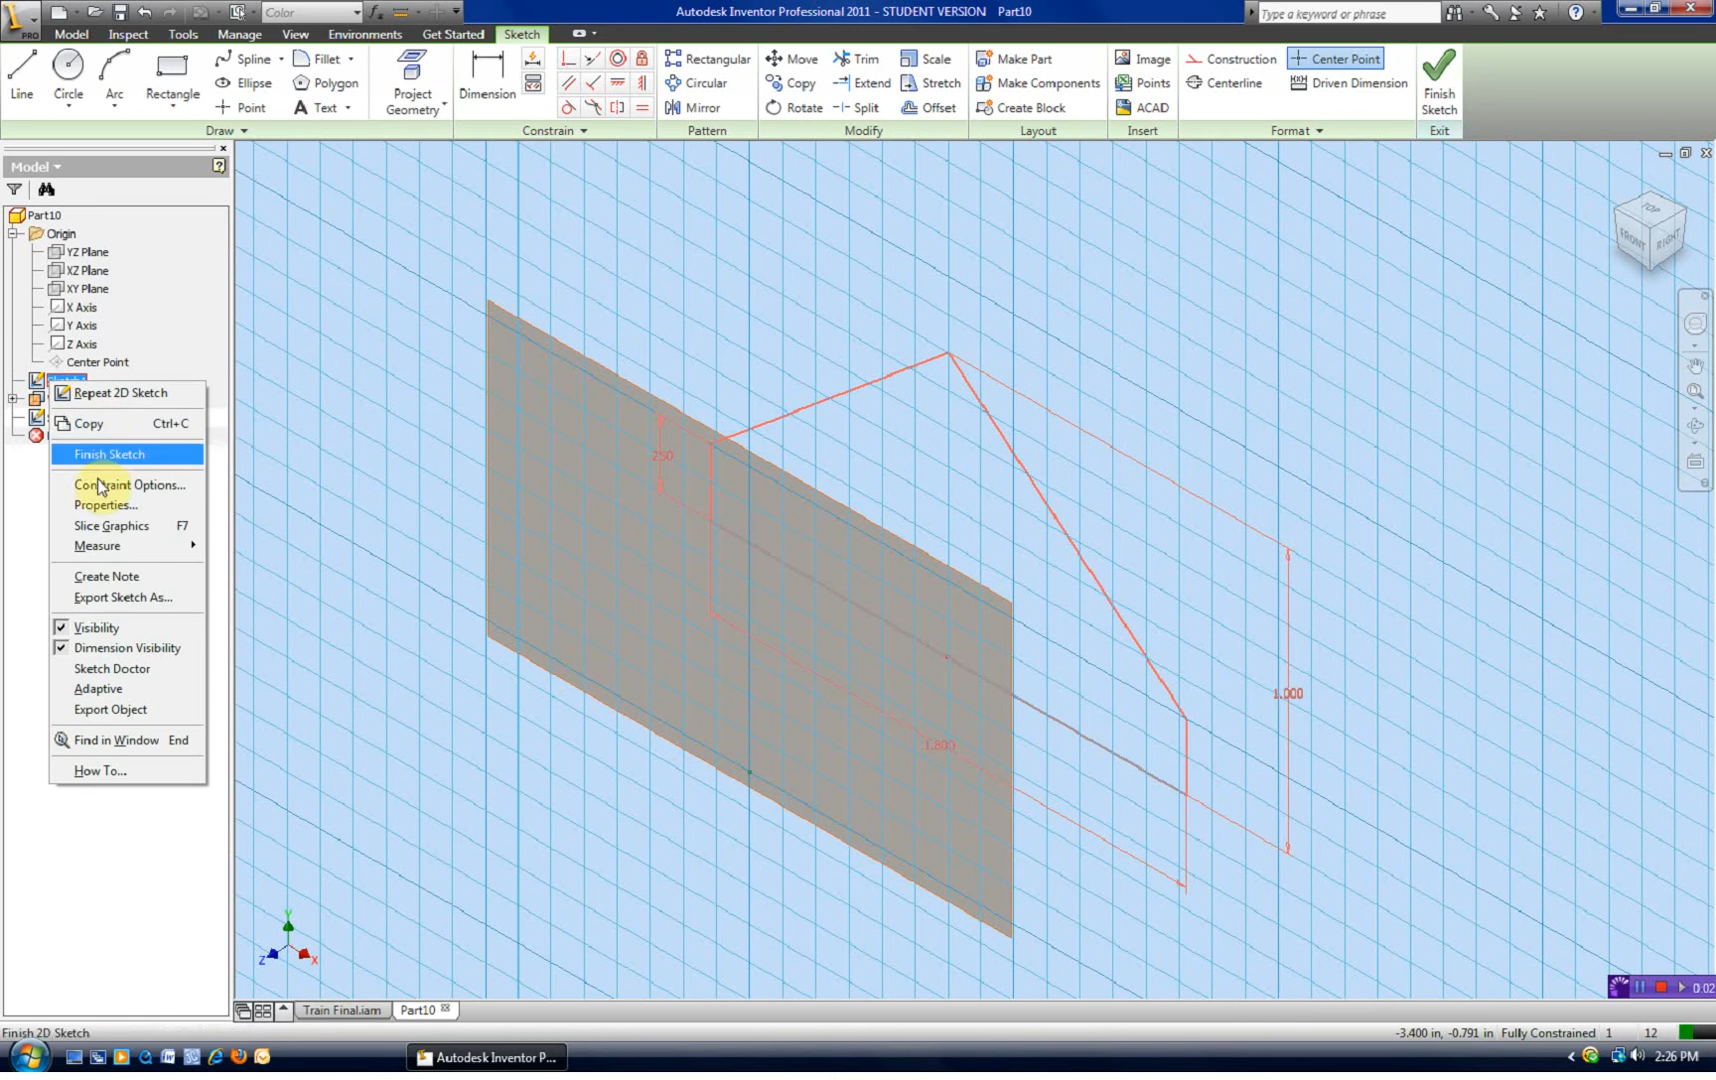 PRO
Color
Autodesk Inventor Professional 2011 - STUDENT VERSION Part10
Type a keyword or phrase
Model Inspect Tools Manage View Environments Get Started Sketch
Line
Circle
Arc
Rectangle
Spline
Ellipse
Point
Fillet
Polygon
Text
Project
Geometry
Dimension
Rectangular
Circular
Mirror
Move
Copy
Rotate
Trim
Extend
Split
Scale
Stretch
Offset
Make Part
Make Components
Create Block
Image
Points
ACAD
Construction
Centerline
Center Point
Driven Dimension
Finish
Sketch
Draw Constrain Pattern Modify Layout Insert Format Exit
Model
Part10
Origin
YZ Plane
XZ Plane
XY Plane
X Axis
Y Axis
Z Axis
Center Point
Repeat 2D Sketch
Copy Ctrl+C
Finish Sketch
Constraint Options...
Properties...
Slice Graphics F7
Measure
Create Note
Export Sketch As...
Visibility
Dimension Visibility
Sketch Doctor
Adaptive
Export Object
Find in Window End
How To...
TOP
FRONT
RIGHT
.250
1.000
1.800
Y
Z
X
0:02
Train Final.iam Part10
Finish 2D Sketch
-3.400 in, -0.791 in Fully Constrained 1 12
Autodesk Inventor P...
2:26 PM